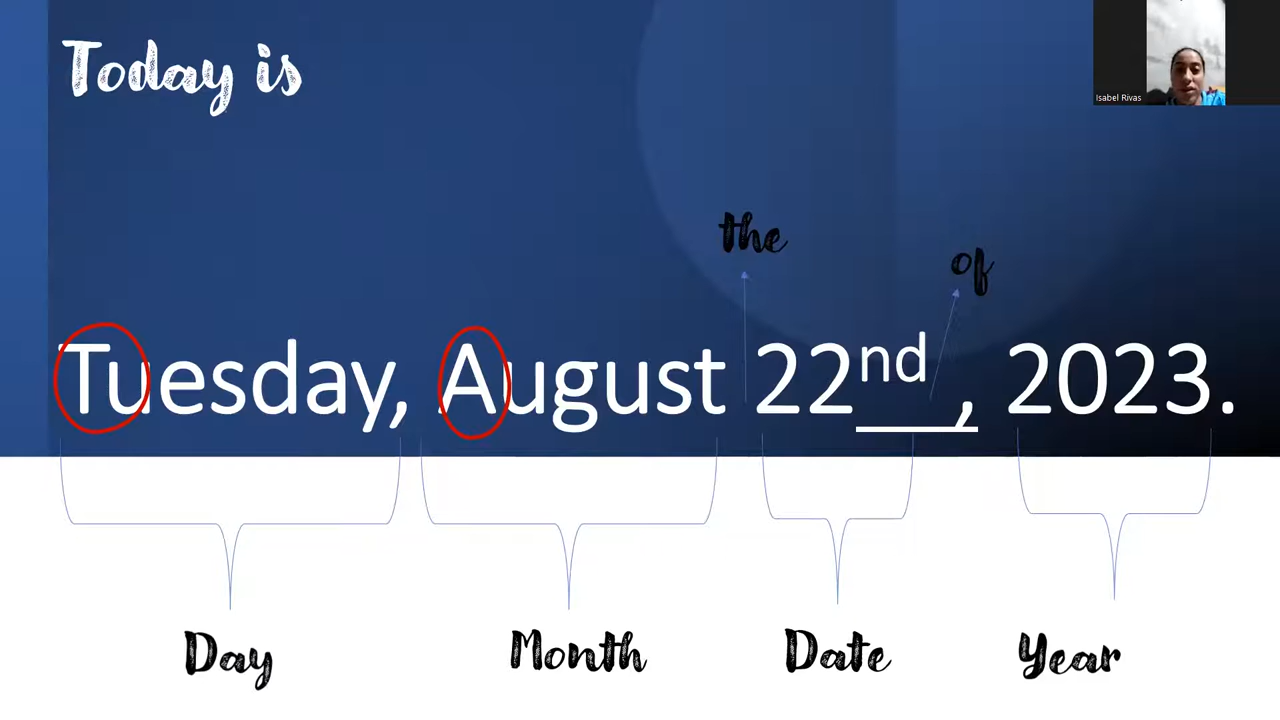 Today is
Isabel Rivas
the
of
Tuesday, August 22nd, 2023.
Day Month Date Year